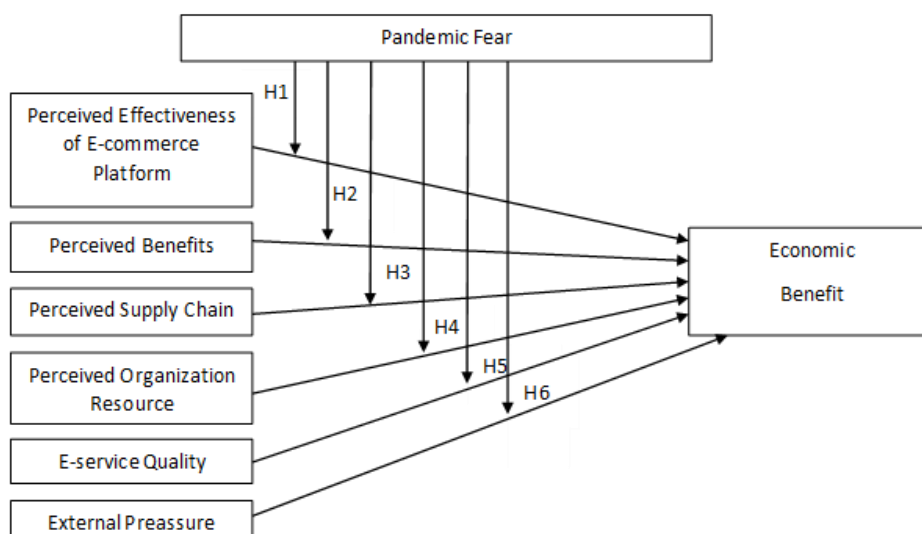 Pandemic Fear
H1
Perceived Effectiveness
of E-commerce
Platform
H2
Perceived Benefits
Economic
Benefit
H3
Perceived Supply Chain
H4
Perceived Organization
Resource
H5
H6
E-service Quality
External Preassure